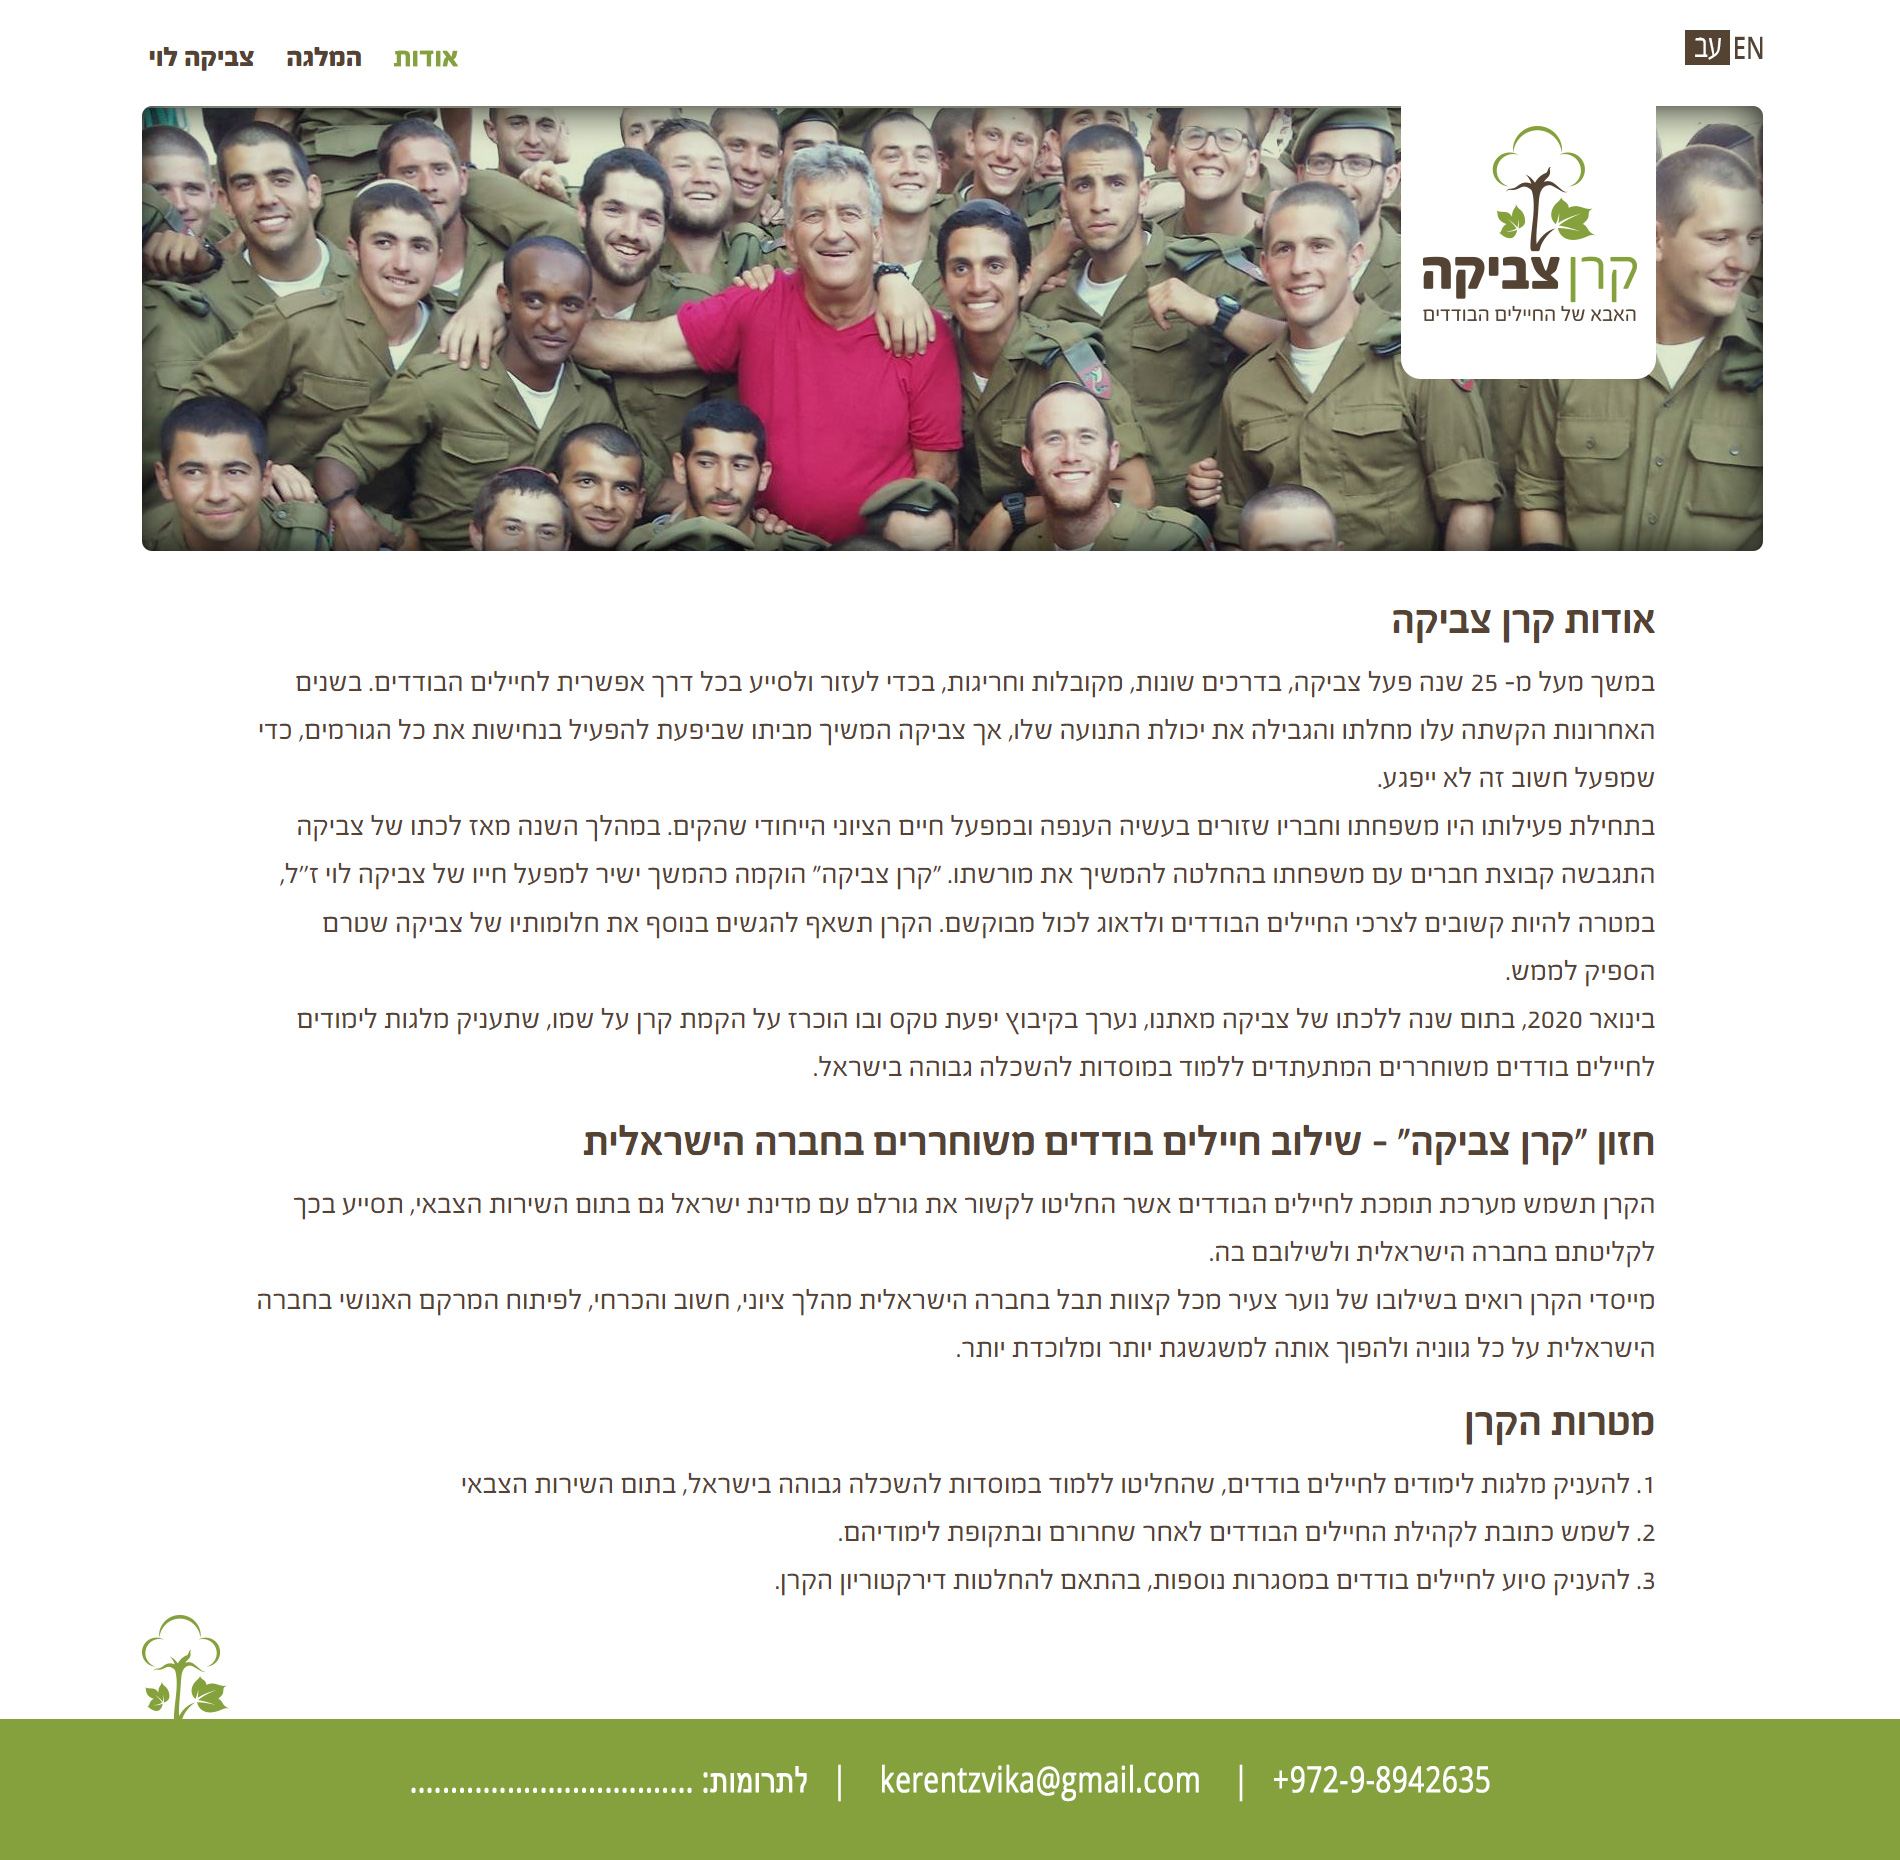 עב EN
אודות המלגה צביקה לוי
קרן צביקה
האבא של החיילים הבודדים
אודות קרן צביקה
במשך מעל מ- 25 שנה פעל צביקה, בדרכים שונות, מקובלות וחריגות, בכדי לעזור ולסייע בכל דרך אפשרית לחיילים הבודדים. בשנים
האחרונות הקשתה עלו מחלתו והגבילה את יכולת התנועה שלו, אך צביקה המשיך מביתו שביפעת להפעיל בנחישות את כל הגורמים, כדי
שמפעל חשוב זה לא ייפגע.
בתחילת פעילותו היו משפחתו וחבריו שזורים בעשיה הענפה ובמפעל חיים הציוני הייחודי שהקים. במהלך השנה מאז לכתו של צביקה
התגבשה קבוצת חברים עם משפחתו בהחלטה להמשיך את מורשתו. "קרן צביקה" הוקמה כהמשך ישיר למפעל חייו של צביקה לוי ז"ל,
במטרה להיות קשובים לצרכי החיילים הבודדים ולדאוג לכול מבוקשם. הקרן תשאף להגשים בנוסף את חלומותיו של צביקה שטרם
הספיק לממש.
בינואר 2020, בתום שנה ללכתו של צביקה מאתנו, נערך בקיבוץ יפעת טקס ובו הוכרז על הקמת קרן על שמו, שתעניק מלגות לימודים
לחיילים בודדים משוחררים המתעתדים ללמוד במוסדות להשכלה גבוהה בישראל.
חזון "קרן צביקה" - שילוב חיילים בודדים משוחררים בחברה הישראלית
הקרן תשמש מערכת תומכת לחיילים הבודדים אשר החליטו לקשור את גורלם עם מדינת ישראל גם בתום השירות הצבאי, תסייע בכך
לקליטתם בחברה הישראלית ולשילובם בה.
מייסדי הקרן רואים בשילובו של נוער צעיר מכל קצוות תבל בחברה הישראלית מהלך ציוני, חשוב והכרחי, לפיתוח המרקם האנושי בחברה
הישראלית על כל גווניה ולהפוך אותה למשגשגת יותר ומלוכדת יותר.
מטרות הקרן
1. להעניק מלגות לימודים לחיילים בודדים, שהחליטו ללמוד במוסדות להשכלה גבוהה בישראל, בתום השירות הצבאי
2. לשמש כתובת לקהילת החיילים הבודדים לאחר שחרורם ובתקופת לימודיהם.
3. להעניק סיוע לחיילים בודדים במסגרות נוספות, בהתאם להחלטות דירקטוריון הקרן.
+972-9-8942635 | kerentzvika@gmail.com | לתרומות: ..................................